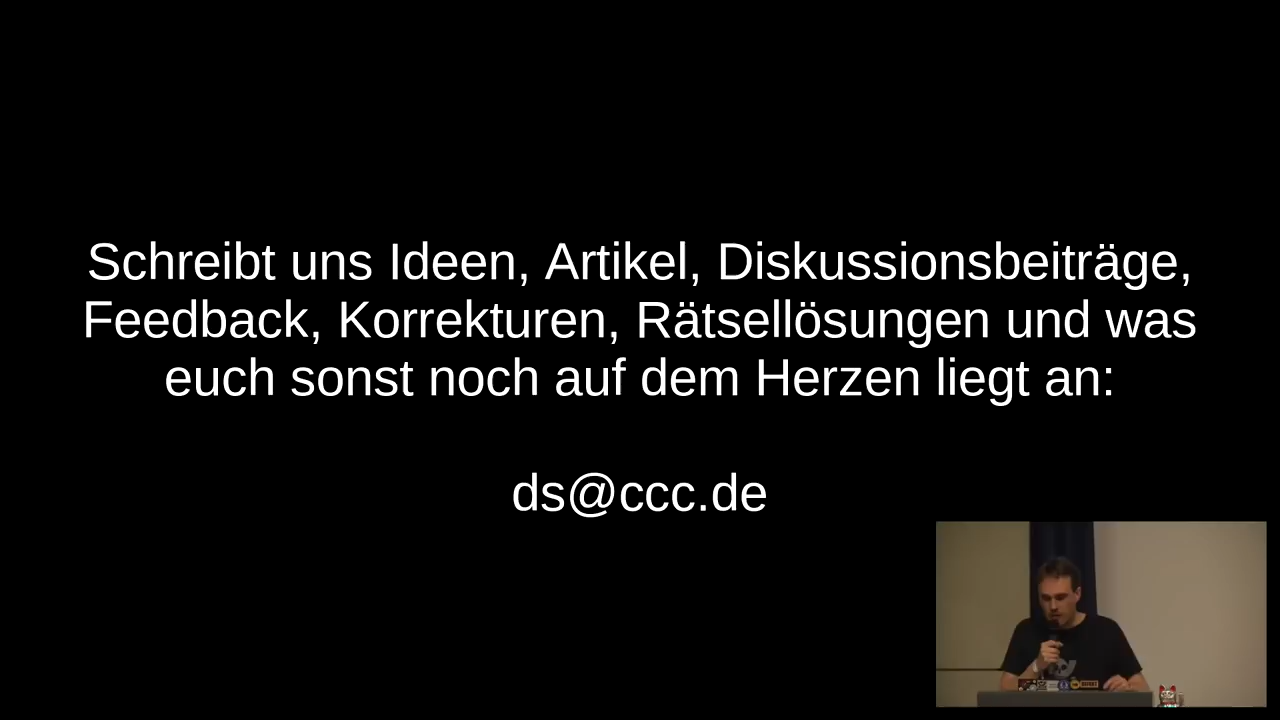 Schreibt uns Ideen, Artikel, Diskussionsbeiträge,
Feedback, Korrekturen, Rätsellösungen und was
euch sonst noch auf dem Herzen liegt an:
ds@ccc.de